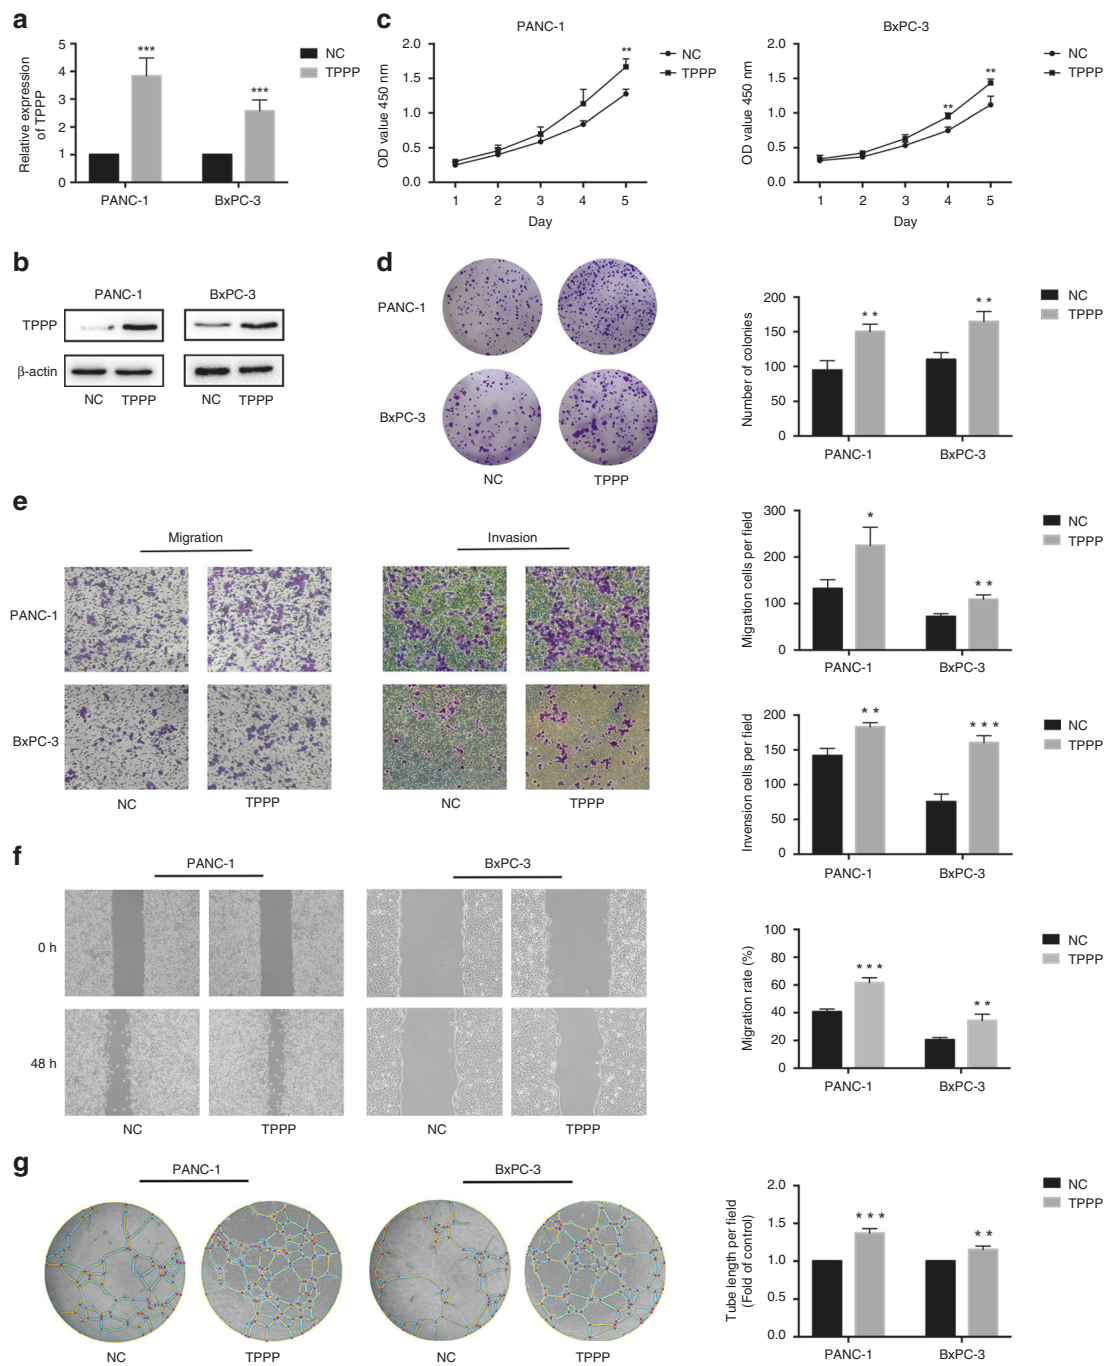 a
Relative expression
of TPPP
5
4
3
2
1
0
***
***
PANC-1
BxPC-3
NC
TPPP
c
PANC-1
OD value 450 nm
2.0
1.5
1.0
0.5
0.0
**
1 2 3 4 5
Day
NC
TPPP
BxPC-3
OD value 450 nm
2.0
1.5
1.0
0.5
0.0
**
**
1 2 3 4 5
Day
NC
TPPP
b
PANC-1
BxPC-3
TPPP
β-actin
NC TPPP
NC TPPP
d
PANC-1
BxPC-3
NC
TPPP
Number of colonies
200
150
100
50
0
* *
* *
PANC-1
BxPC-3
NC
TPPP
e
Migration
Invasion
PANC-1
BxPC-3
NC
TPPP
NC
TPPP
Migration cells per field
300
200
100
0
*
* *
PANC-1
BxPC-3
NC
TPPP
Invension cells per field
200
150
100
50
0
* *
* * *
PANC-1
BxPC-3
NC
TPPP
f
PANC-1
BxPC-3
0 h
48 h
NC
TPPP
NC
TPPP
Migration rate (%)
100
80
60
40
20
0
* * *
* *
PANC-1
BxPC-3
NC
TPPP
g
PANC-1
BxPC-3
NC
TPPP
NC
TPPP
Tube length per field
(Fold of control)
2.0
1.5
1.0
0.5
0.0
* * *
* *
PANC-1
BxPC-3
NC
TPPP